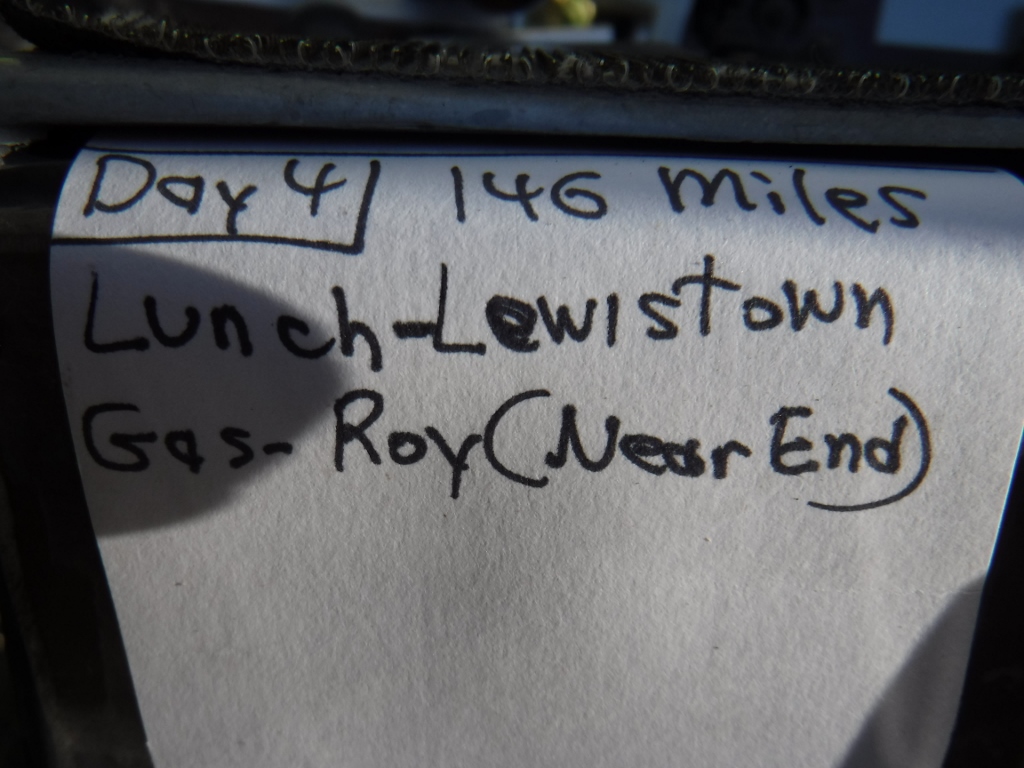 Day 4 146 Miles
Lunch-Lewistown
Gas- Roy (Near End)